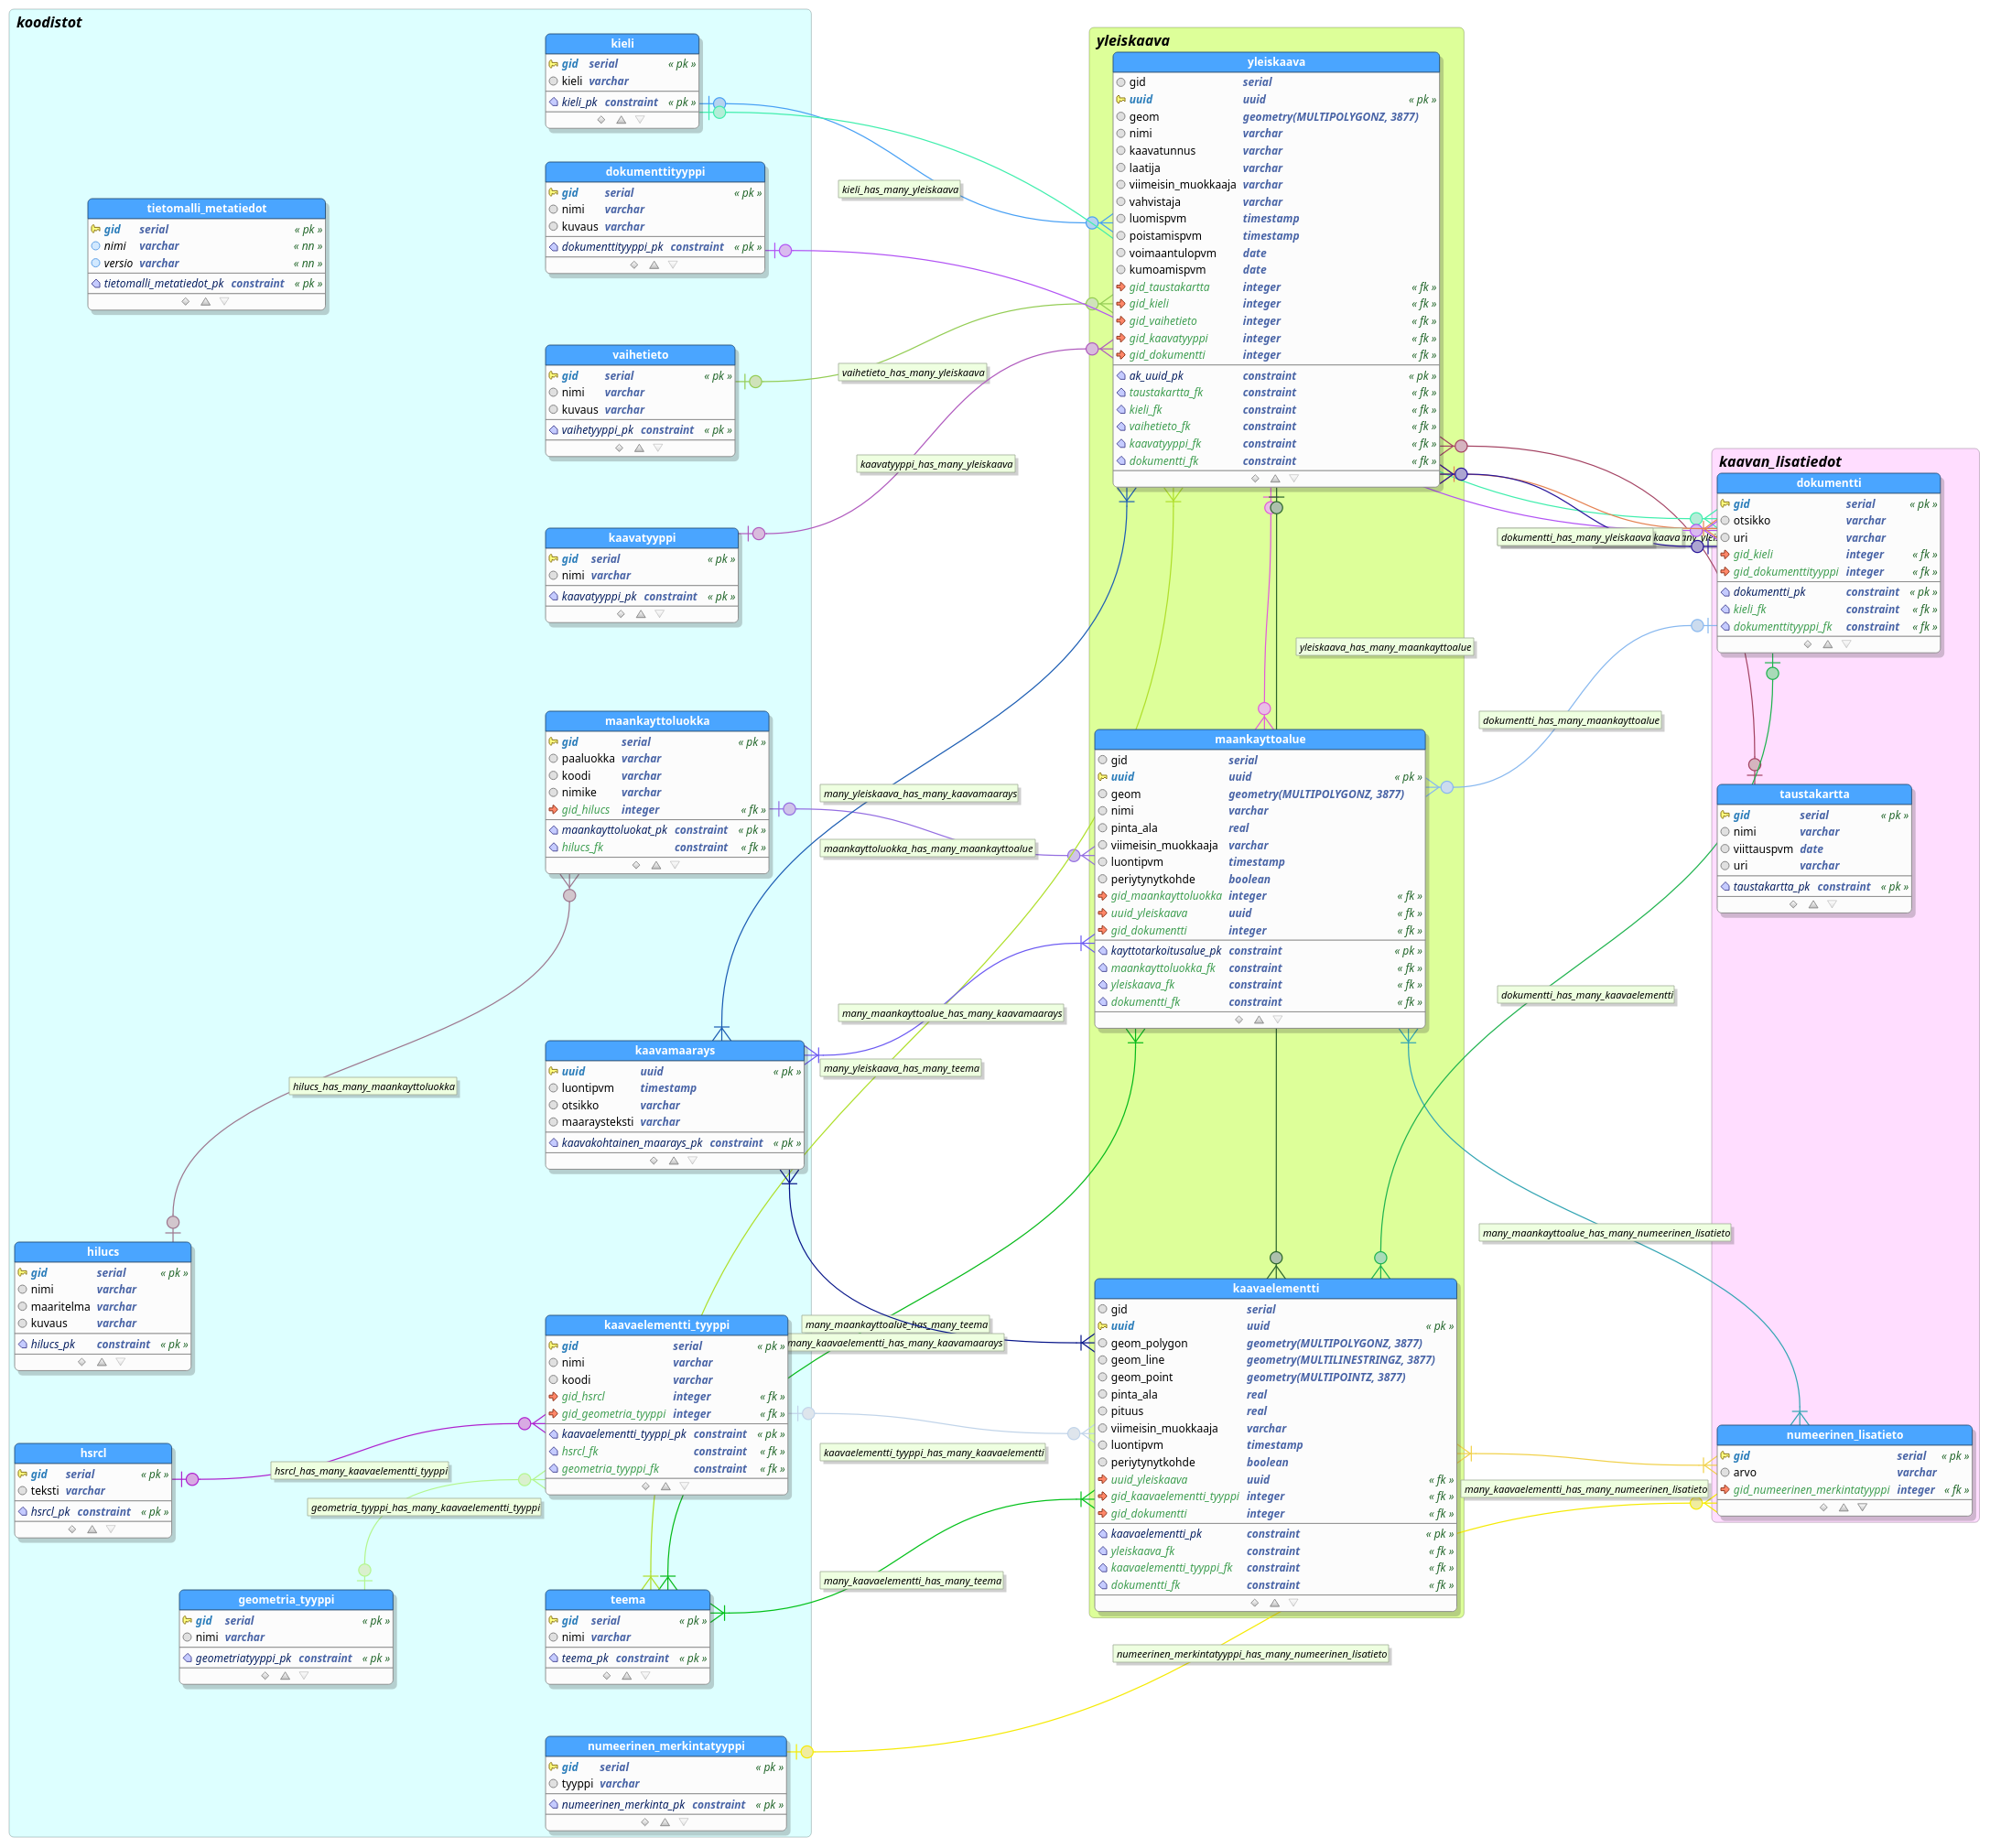 koodistot
kieli
gid serial « pk »
kieli varchar
kieli_pk constraint « pk »
dokumenttityyppi
gid serial « pk »
nimi varchar
kuvaus varchar
dokumenttityyppi_pk constraint « pk »
tietomalli_metatiedot
gid serial « pk »
nimi varchar « nn »
versio varchar « nn »
tietomalli_metatiedot_pk constraint « pk »
vaihetieto
gid serial « pk »
nimi varchar
kuvaus varchar
vaihetyyppi_pk constraint « pk »
kaavatyyppi
gid serial « pk »
nimi varchar
kaavatyyppi_pk constraint « pk »
maankayttoluokka
gid serial « pk »
paaluokka varchar
koodi varchar
nimike varchar
gid_hilucs integer « fk »
maankayttoluokat_pk constraint « pk »
hilucs_fk constraint « fk »
kaavamaarays
uuid uuid « pk »
luontipvm timestamp
otsikko varchar
maaraysteksti varchar
kaavakohtainen_maarays_pk constraint « pk »
hilucs_has_many_maankayttoluokka
hilucs
gid serial « pk »
nimi varchar
maaritelma varchar
kuvaus varchar
hilucs_pk constraint « pk »
kaavaelementti_tyyppi
gid serial « pk »
nimi varchar
koodi varchar
gid_hsrcl integer « fk »
gid_geometria_tyyppi integer « fk »
kaavaelementti_tyyppi_pk constraint « pk »
hsrcl_fk constraint « fk »
geometria_tyyppi_fk constraint « fk »
hsrcl
gid serial « pk »
teksti varchar
hsrcl_pk constraint « pk »
hsrcl_has_many_kaavaelementti_tyyppi
geometria_tyyppi_has_many_kaavaelementti_tyyppi
geometria_tyyppi
gid serial « pk »
nimi varchar
geometriatyyppi_pk constraint « pk »
teema
gid serial « pk »
nimi varchar
teema_pk constraint « pk »
numeerinen_merkintatyyppi
gid serial « pk »
tyyppi varchar
numeerinen_merkinta_pk constraint « pk »
kieli_has_many_yleiskaava
vaihetieto_has_many_yleiskaava
kaavatyyppi_has_many_yleiskaava
many_yleiskaava_has_many_kaavamaarays
maankayttoluokka_has_many_maankayttoalue
many_maankayttoalue_has_many_kaavamaarays
many_yleiskaava_has_many_teema
many_maankayttoalue_has_many_teema
many_kaavaelementti_has_many_kaavamaarays
kaavaelementti_tyyppi_has_many_kaavaelementti
many_kaavaelementti_has_many_teema
numeerinen_merkintatyyppi_has_many_numeerinen_lisatieto
yleiskaava
yleiskaava
gid serial
uuid uuid « pk »
geom geometry(MULTIPOLYGONZ, 3877)
nimi varchar
kaavatunnus varchar
laatija varchar
viimeisin_muokkaaja varchar
vahvistaja varchar
luomispvm timestamp
poistamispvm timestamp
voimaantulopvm date
kumoamispvm date
gid_taustakartta integer « fk »
gid_kieli integer « fk »
gid_vaihetieto integer « fk »
gid_kaavatyyppi integer « fk »
gid_dokumentti integer « fk »
ak_uuid_pk constraint « pk »
taustakartta_fk constraint « fk »
kieli_fk constraint « fk »
vaihetieto_fk constraint « fk »
kaavatyyppi_fk constraint « fk »
dokumentti_fk constraint « fk »
yleiskaava_has_many_maankayttoalue
maankayttoalue
gid serial
uuid uuid « pk »
geom geometry(MULTIPOLYGONZ, 3877)
nimi varchar
pinta_ala real
viimeisin_muokkaaja varchar
luontipvm timestamp
periytynytkohde boolean
gid_maankayttoluokka integer « fk »
uuid_yleiskaava uuid « fk »
gid_dokumentti integer « fk »
kayttotarkoitusalue_pk constraint « pk »
maankayttoluokka_fk constraint « fk »
yleiskaava_fk constraint « fk »
dokumentti_fk constraint « fk »
kaavaelementti
gid serial
uuid uuid « pk »
geom_polygon geometry(MULTIPOLYGONZ, 3877)
geom_line geometry(MULTILINESTRINGZ, 3877)
geom_point geometry(MULTIPOINTZ, 3877)
pinta_ala real
pituus real
viimeisin_muokkaaja varchar
luontipvm timestamp
periytynytkohde boolean
uuid_yleiskaava uuid « fk »
gid_kaavaelementti_tyyppi integer « fk »
gid_dokumentti integer « fk »
kaavaelementti_pk constraint « pk »
yleiskaava_fk constraint « fk »
kaavaelementti_tyyppi_fk constraint « fk »
dokumentti_fk constraint « fk »
dokumentti_has_many_yleiskaava
dokumentti_has_many_maankayttoalue
dokumentti_has_many_kaavaelementti
many_maankayttoalue_has_many_numeerinen_lisatieto
many_kaavaelementti_has_many_numeerinen_lisatieto
kaavan_lisatiedot
dokumentti
gid serial « pk »
otsikko varchar
uri varchar
gid_kieli integer « fk »
gid_dokumenttityyppi integer « fk »
dokumentti_pk constraint « pk »
kieli_fk constraint « fk »
dokumenttityyppi_fk constraint « fk »
taustakartta
gid serial « pk »
nimi varchar
viittauspvm date
uri varchar
taustakartta_pk constraint « pk »
numeerinen_lisatieto
gid serial « pk »
arvo varchar
gid_numeerinen_merkintatyyppi integer « fk »